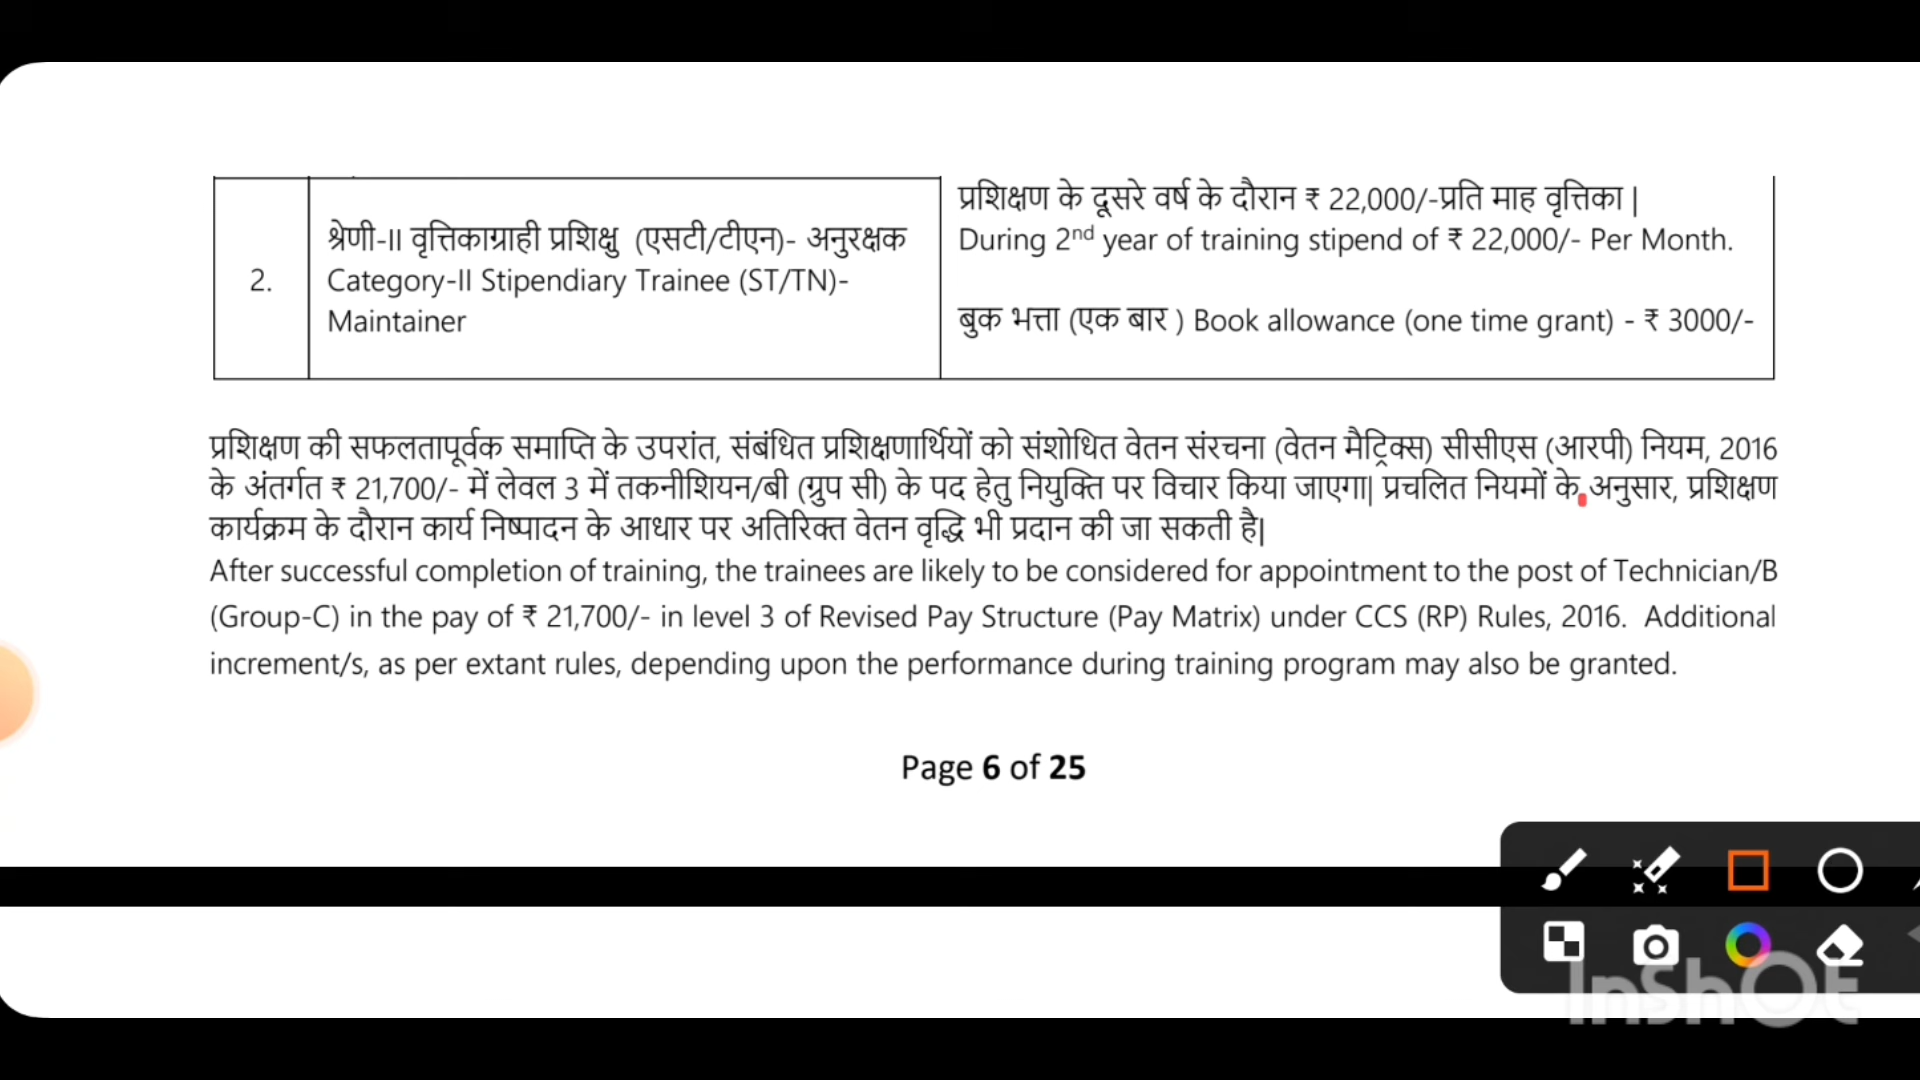 2.
श्रेणी-II वृत्तिकाग्राही प्रशिक्षु (एसटी/टीएन)- अनुरक्षक
Category-II Stipendiary Trainee (ST/TN)-
Maintainer
प्रशिक्षण के दूसरे वर्ष के दौरान ₹ 22,000/-प्रति माह वृत्तिका |
During 2nd year of training stipend of ₹ 22,000/- Per Month.
बुक भत्ता (एक बार ) Book allowance (one time grant) - ₹ 3000/-
प्रशिक्षण की सफलतापूर्वक समाप्ति के उपरांत, संबंधित प्रशिक्षणार्थियों को संशोधित वेतन संरचना (वेतन मैट्रिक्स) सीसीएस (आरपी) नियम, 2016
के अंतर्गत ₹ 21,700/- में लेवल 3 में तकनीशियन/बी (ग्रुप सी) के पद हेतु नियुक्ति पर विचार किया जाएगा| प्रचलित नियमों के अनुसार, प्रशिक्षण
कार्यक्रम के दौरान कार्य निष्पादन के आधार पर अतिरिक्त वेतन वृद्धि भी प्रदान की जा सकती है|
After successful completion of training, the trainees are likely to be considered for appointment to the post of Technician/B
(Group-C) in the pay of ₹ 21,700/- in level 3 of Revised Pay Structure (Pay Matrix) under CCS (RP) Rules, 2016. Additional
increment/s, as per extant rules, depending upon the performance during training program may also be granted.
Page 6 of 25
InShOt